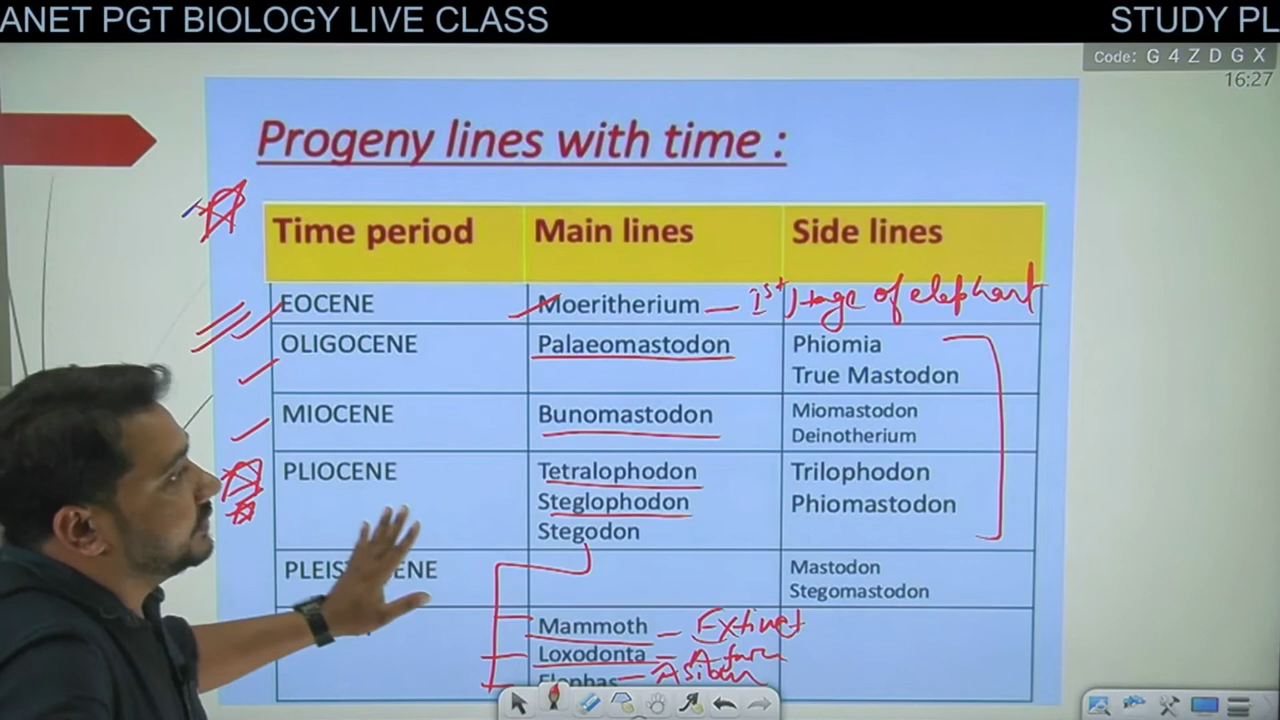 ANET PGT BIOLOGY LIVE CLASS
STUDY PL
Code: G 4 Z D G X
16:27
Progeny lines with time :
Time period Main lines Side lines
EOCENE Moeritherium – 1st stage of elephant
OLIGOCENE Palaeomastodon Phiomia
True Mastodon
MIOCENE Bunomastodon Miomastodon
Deinotherium
PLIOCENE Tetralophodon Trilophodon
Steglophodon Phiomastodon
Stegodon
Mastodon
Stegomastodon
Mammoth – Extinct
Loxodonta –
Elephas –